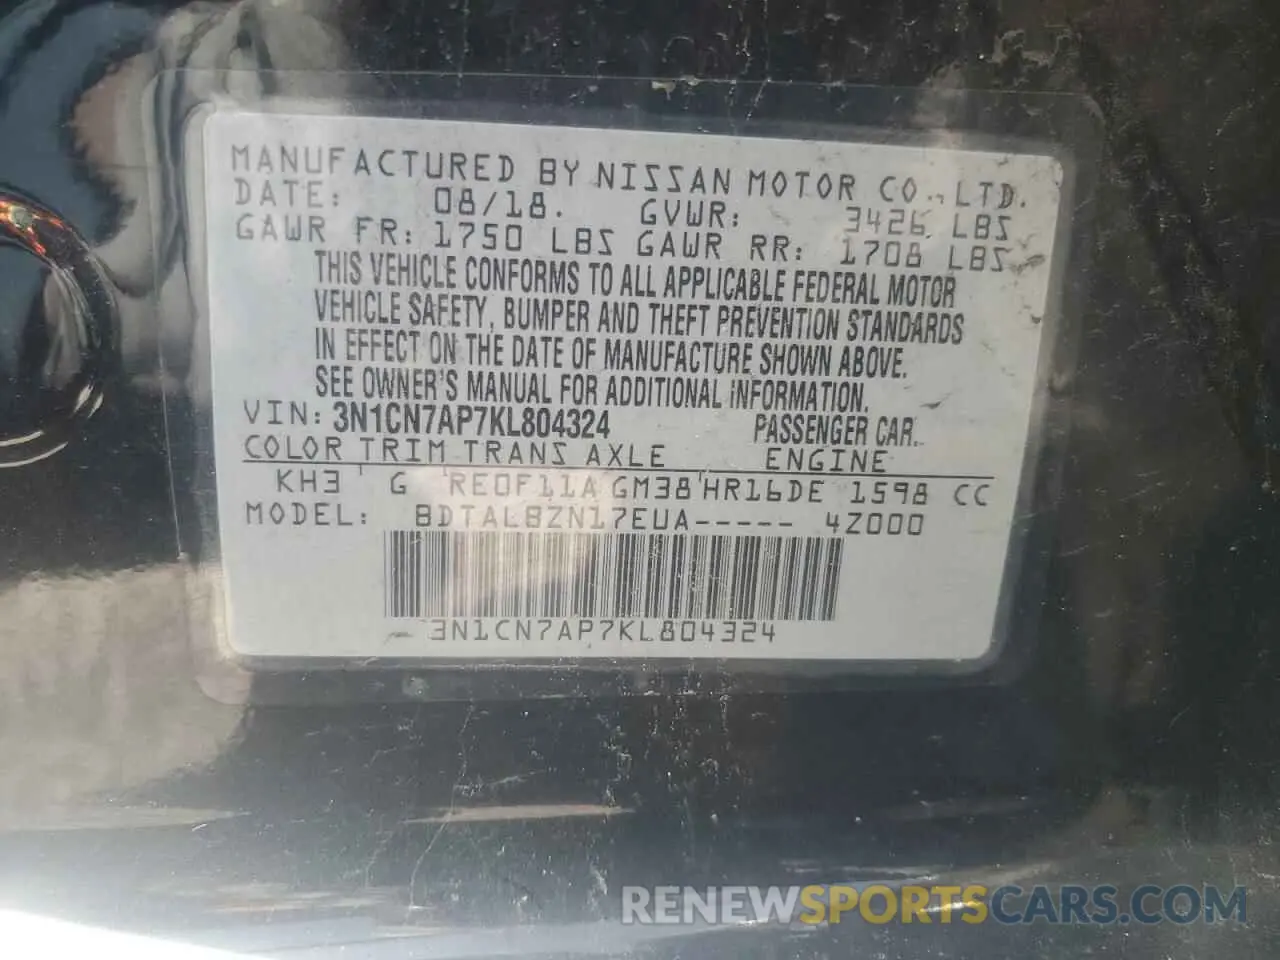 MANUFACTURED BY NISSAN MOTOR CO., LTD.
DATE: 08/18. GVWR: 3426 LBS
GAWR FR: 1750 LBS GAWR RR: 1708 LBS
THIS VEHICLE CONFORMS TO ALL APPLICABLE FEDERAL MOTOR
VEHICLE SAFETY, BUMPER AND THEFT PREVENTION STANDARDS
IN EFFECT ON THE DATE OF MANUFACTURE SHOWN ABOVE.
SEE OWNER'S MANUAL FOR ADDITIONAL INFORMATION.
VIN: 3N1CN7AP7KL804324 PASSENGER CAR.
COLOR TRIM TRANS AXLE ENGINE
KH3 G RE0F11A GM38 HR16DE 1598 CC
MODEL: BDTALBZN17EUA----- 4Z000
3N1CN7AP7KL804324
RENEWSPORTSCARS.COM